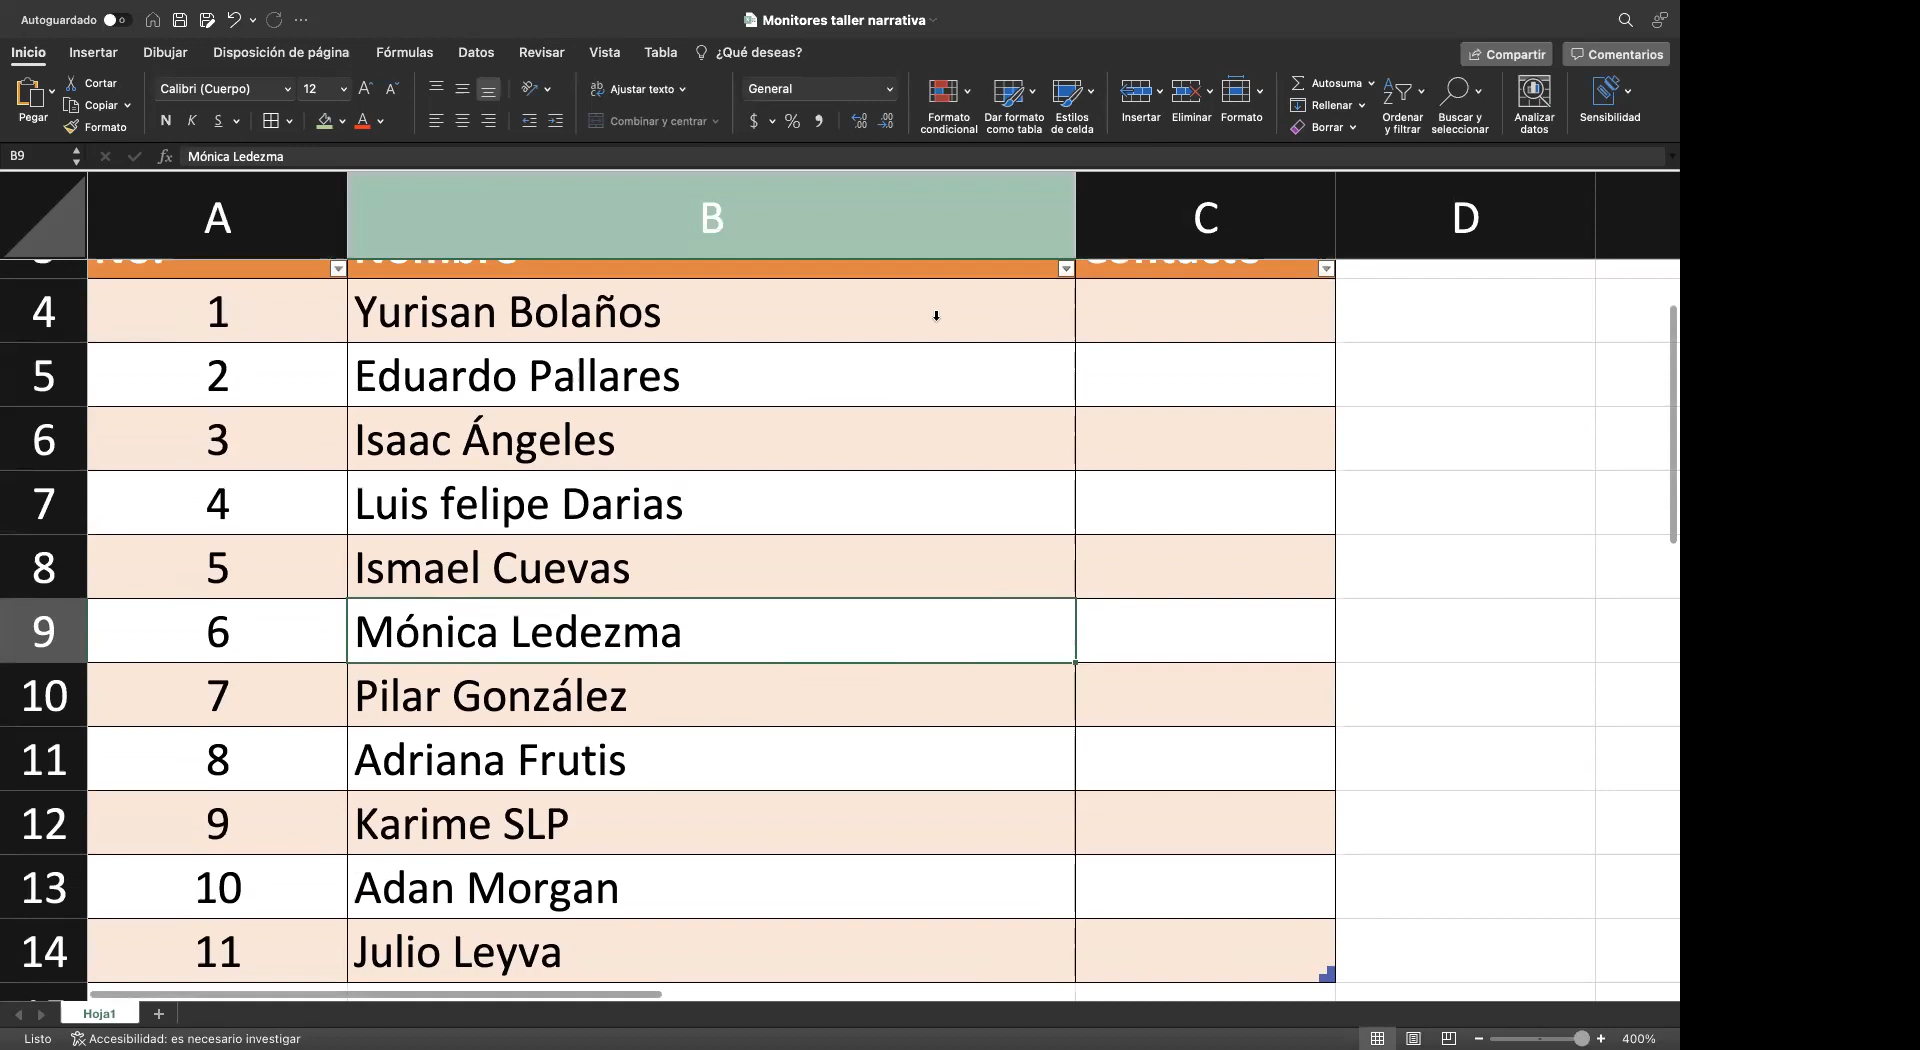 Autoguardado
Monitores taller narrativa
Inicio Insertar Dibujar Disposición de página Fórmulas Datos Revisar Vista Tabla ¿Qué deseas? Compartir Comentarios
Pegar Cortar Copiar Formato
Calibri (Cuerpo) 12
N K S
Ajustar texto
Combinar y centrar
General
$ %
Formato condicional
Dar formato como tabla
Estilos de celda
Insertar Eliminar Formato
Autosuma
Rellenar
Borrar
Ordenar y filtrar
Buscar y seleccionar
Analizar datos
Sensibilidad
B9 fx Mónica Ledezma
A B C D
No. Nombre Contacto
4 1 Yurisan Bolaños
5 2 Eduardo Pallares
6 3 Isaac Ángeles
7 4 Luis felipe Darias
8 5 Ismael Cuevas
9 6 Mónica Ledezma
10 7 Pilar González
11 8 Adriana Frutis
12 9 Karime SLP
13 10 Adan Morgan
14 11 Julio Leyva
Hoja1
Listo Accesibilidad: es necesario investigar 400%